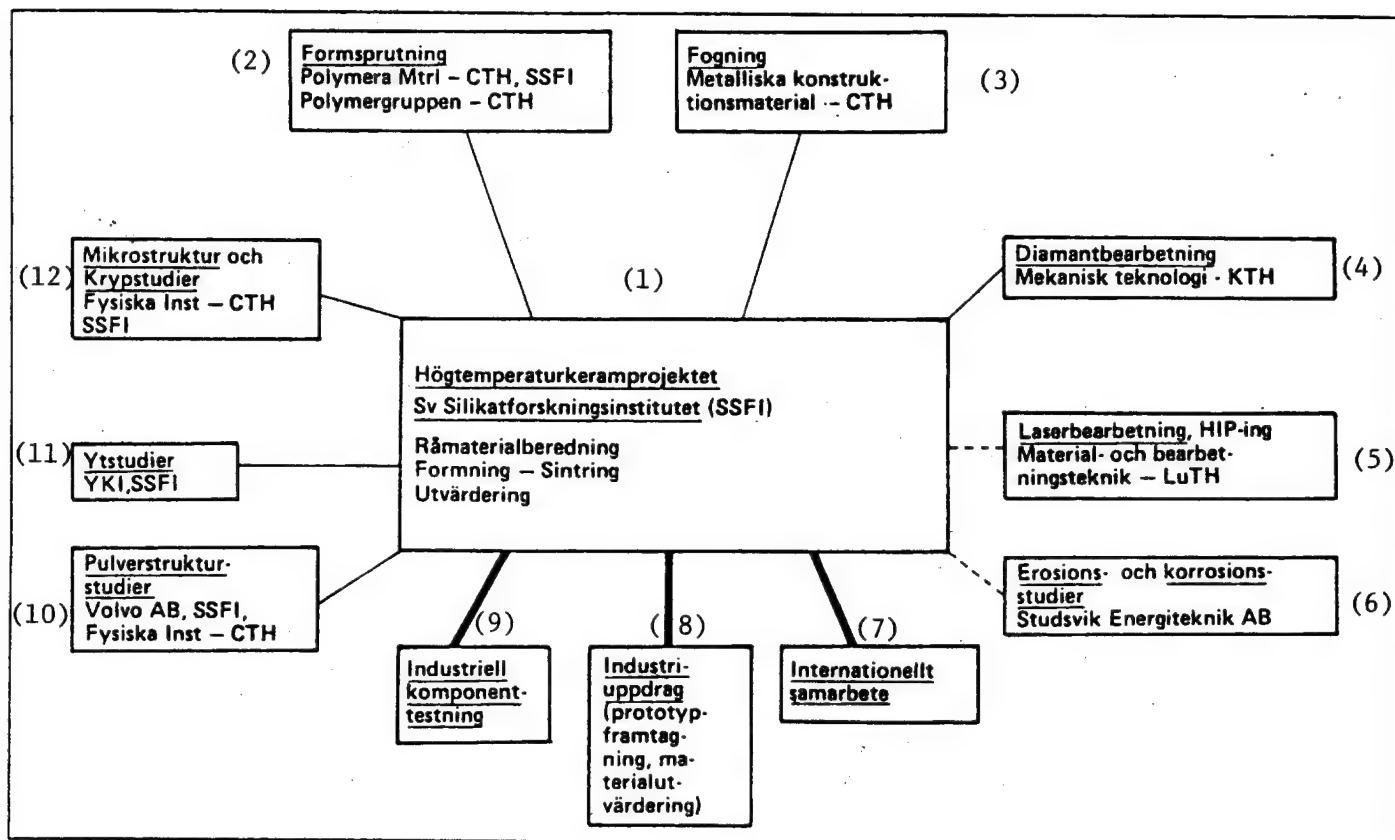 (2)
Formsprutning
Polymera Mtrl – CTH, SSFI
Polymergruppen – CTH
Fogning
Metalliska konstruk-
tionsmaterial – CTH
(3)
(12)
Mikrostruktur och
Krypstudier
Fysiska Inst – CTH
SSFI
(1)
Diamantbearbetning
Mekanisk teknologi - KTH
(4)
Högtemperaturkeramprojektet
Sv Silikatforskningsinstitutet (SSFI)
Råmaterialberedning
Formning – Sintring
Utvärdering
(11)
Ytstudier
YKI,SSFI
Laserbearbetning, HIP-ing
Material- och bearbet-
ningsteknik – LuTH
(5)
(10)
Pulverstruktur-
studier
Volvo AB, SSFI,
Fysiska Inst – CTH
Erosions- och korrosions-
studier
Studsvik Energiteknik AB
(6)
(9)
Industriell
komponent-
testning
(8)
Industri-
uppdrag
(prototyp-
framtag-
ning, ma-
terialut-
värdering)
(7)
Internationellt
samarbete